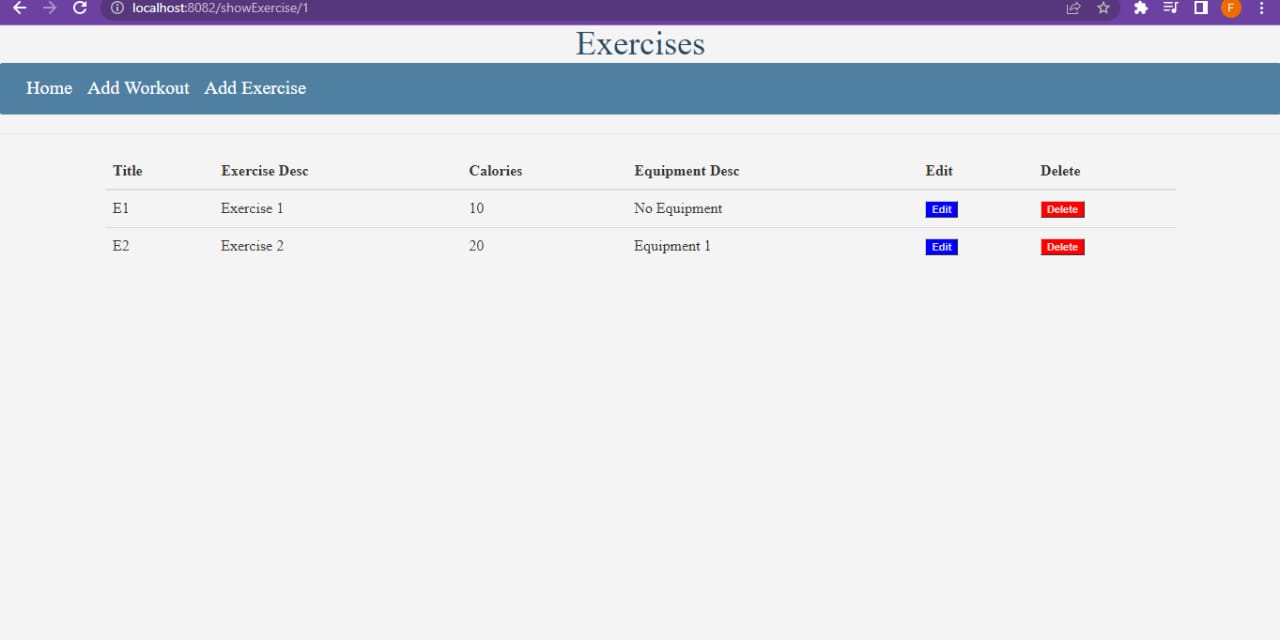 localhost:8082/showExercise/1
F
Exercises
Home Add Workout Add Exercise
Title Exercise Desc Calories Equipment Desc Edit Delete
E1 Exercise 1 10 No Equipment Edit Delete
E2 Exercise 2 20 Equipment 1 Edit Delete